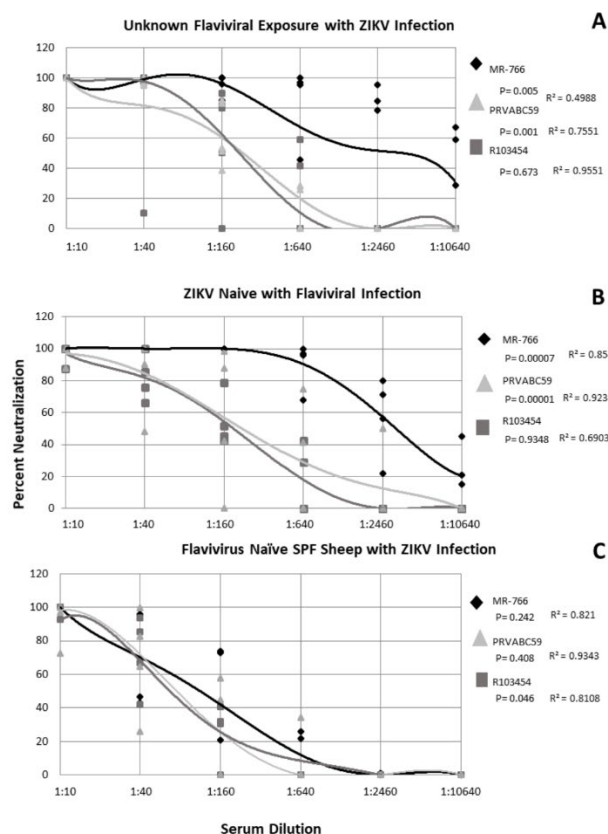 A
Unknown Flaviviral Exposure with ZIKV Infection
120
100
80
60
40
20
0
1:10 1:40 1:160 1:640 1:2460 1:10640
MR-766
P= 0.005 R² = 0.4988
PRVABC59
P= 0.001 R² = 0.7551
R103454
P= 0.673 R² = 0.9551
B
ZIKV Naive with Flaviviral Infection
Percent Neutralization
120
100
80
60
40
20
0
1:10 1:40 1:160 1:640 1:2460 1:10640
MR-766
P= 0.00007 R² = 0.85
PRVABC59
P= 0.00001 R² = 0.923
R103454
P= 0.9348 R² = 0.6903
C
Flavivirus Naïve SPF Sheep with ZIKV Infection
120
100
80
60
40
20
0
1:10 1:40 1:160 1:640 1:2460 1:10640
MR-766
P= 0.242 R² = 0.821
PRVABC59
P= 0.408 R² = 0.9343
R103454
P= 0.046 R² = 0.8108
Serum Dilution